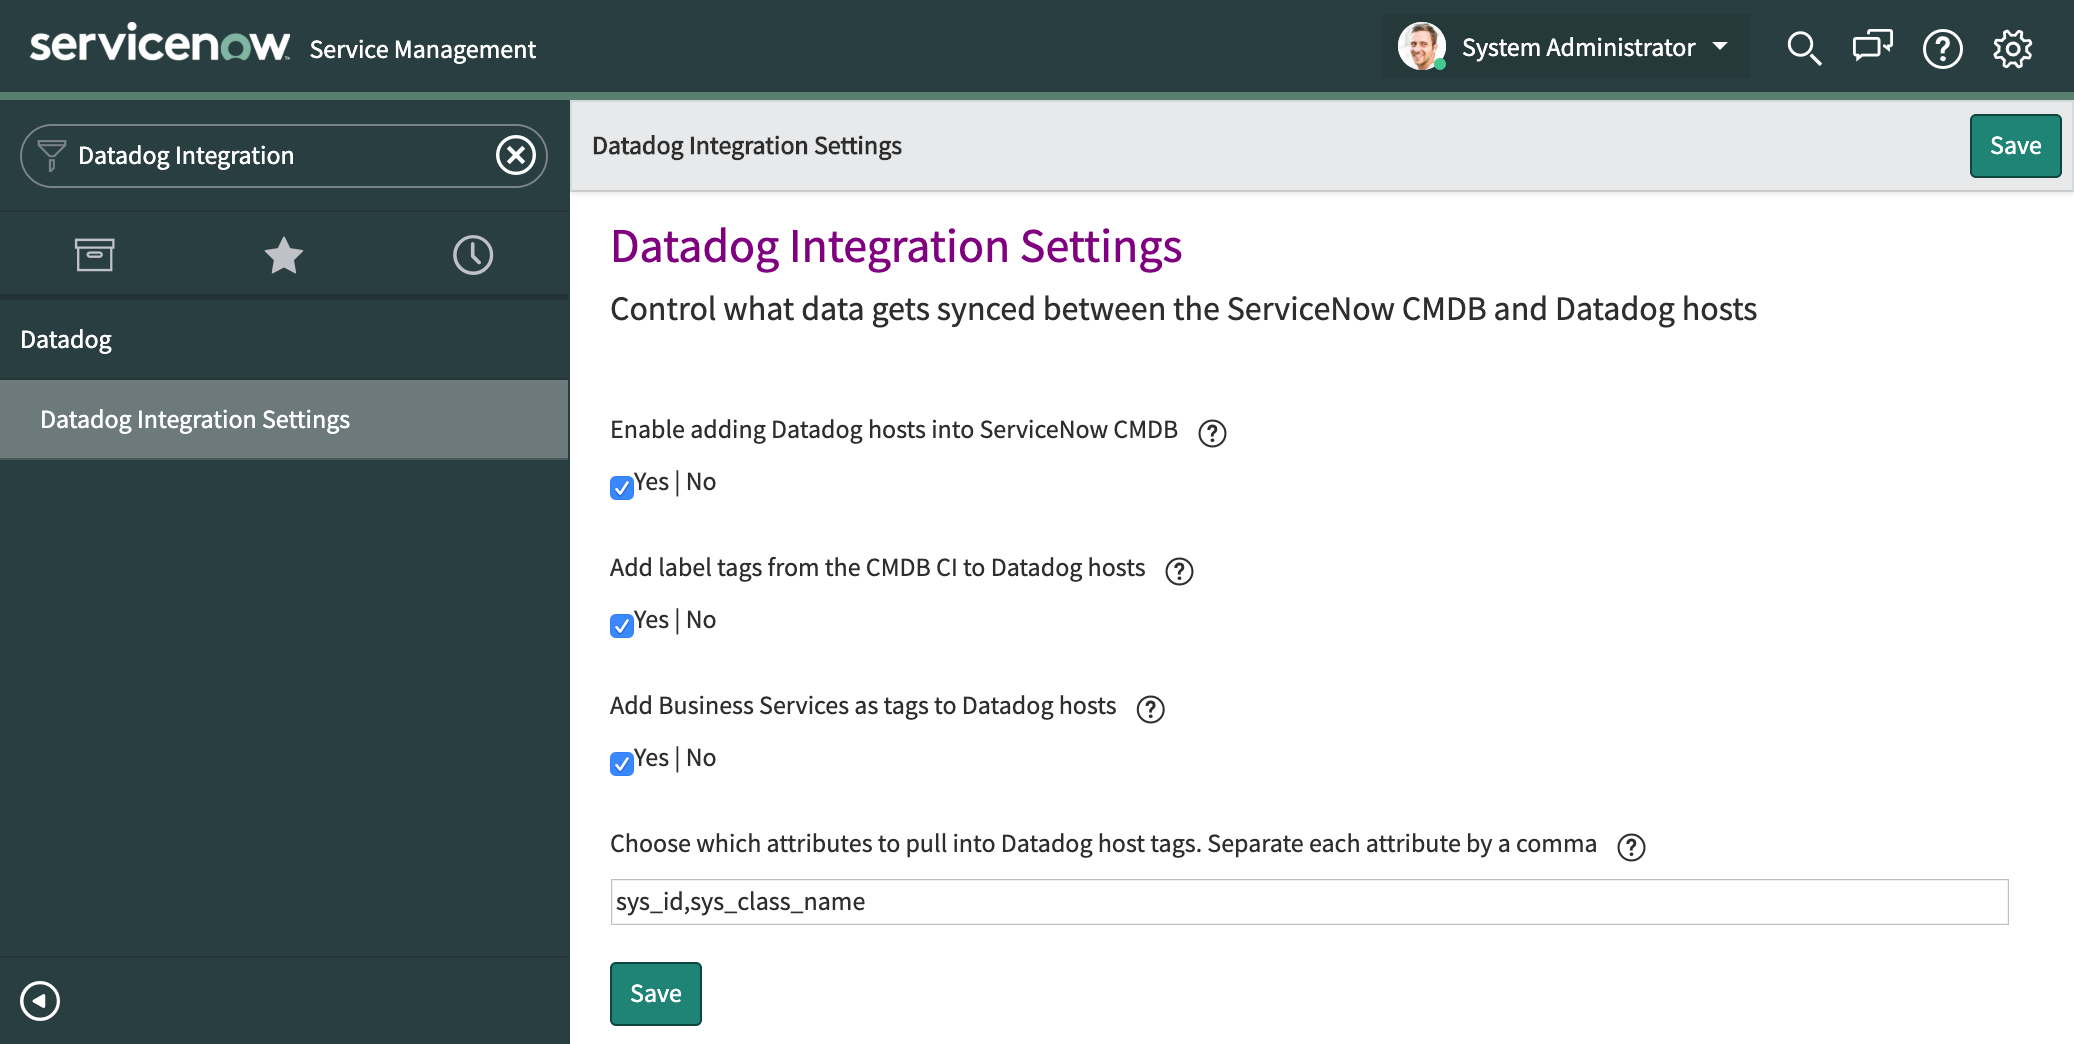 servicenow Service Management
System Administrator
Datadog Integration
Datadog Integration Settings
Save
Datadog
Datadog Integration Settings
Datadog Integration Settings
Control what data gets synced between the ServiceNow CMDB and Datadog hosts
Enable adding Datadog hosts into ServiceNow CMDB
Yes | No
Add label tags from the CMDB CI to Datadog hosts
Yes | No
Add Business Services as tags to Datadog hosts
Yes | No
Choose which attributes to pull into Datadog host tags. Separate each attribute by a comma
sys_id,sys_class_name
Save